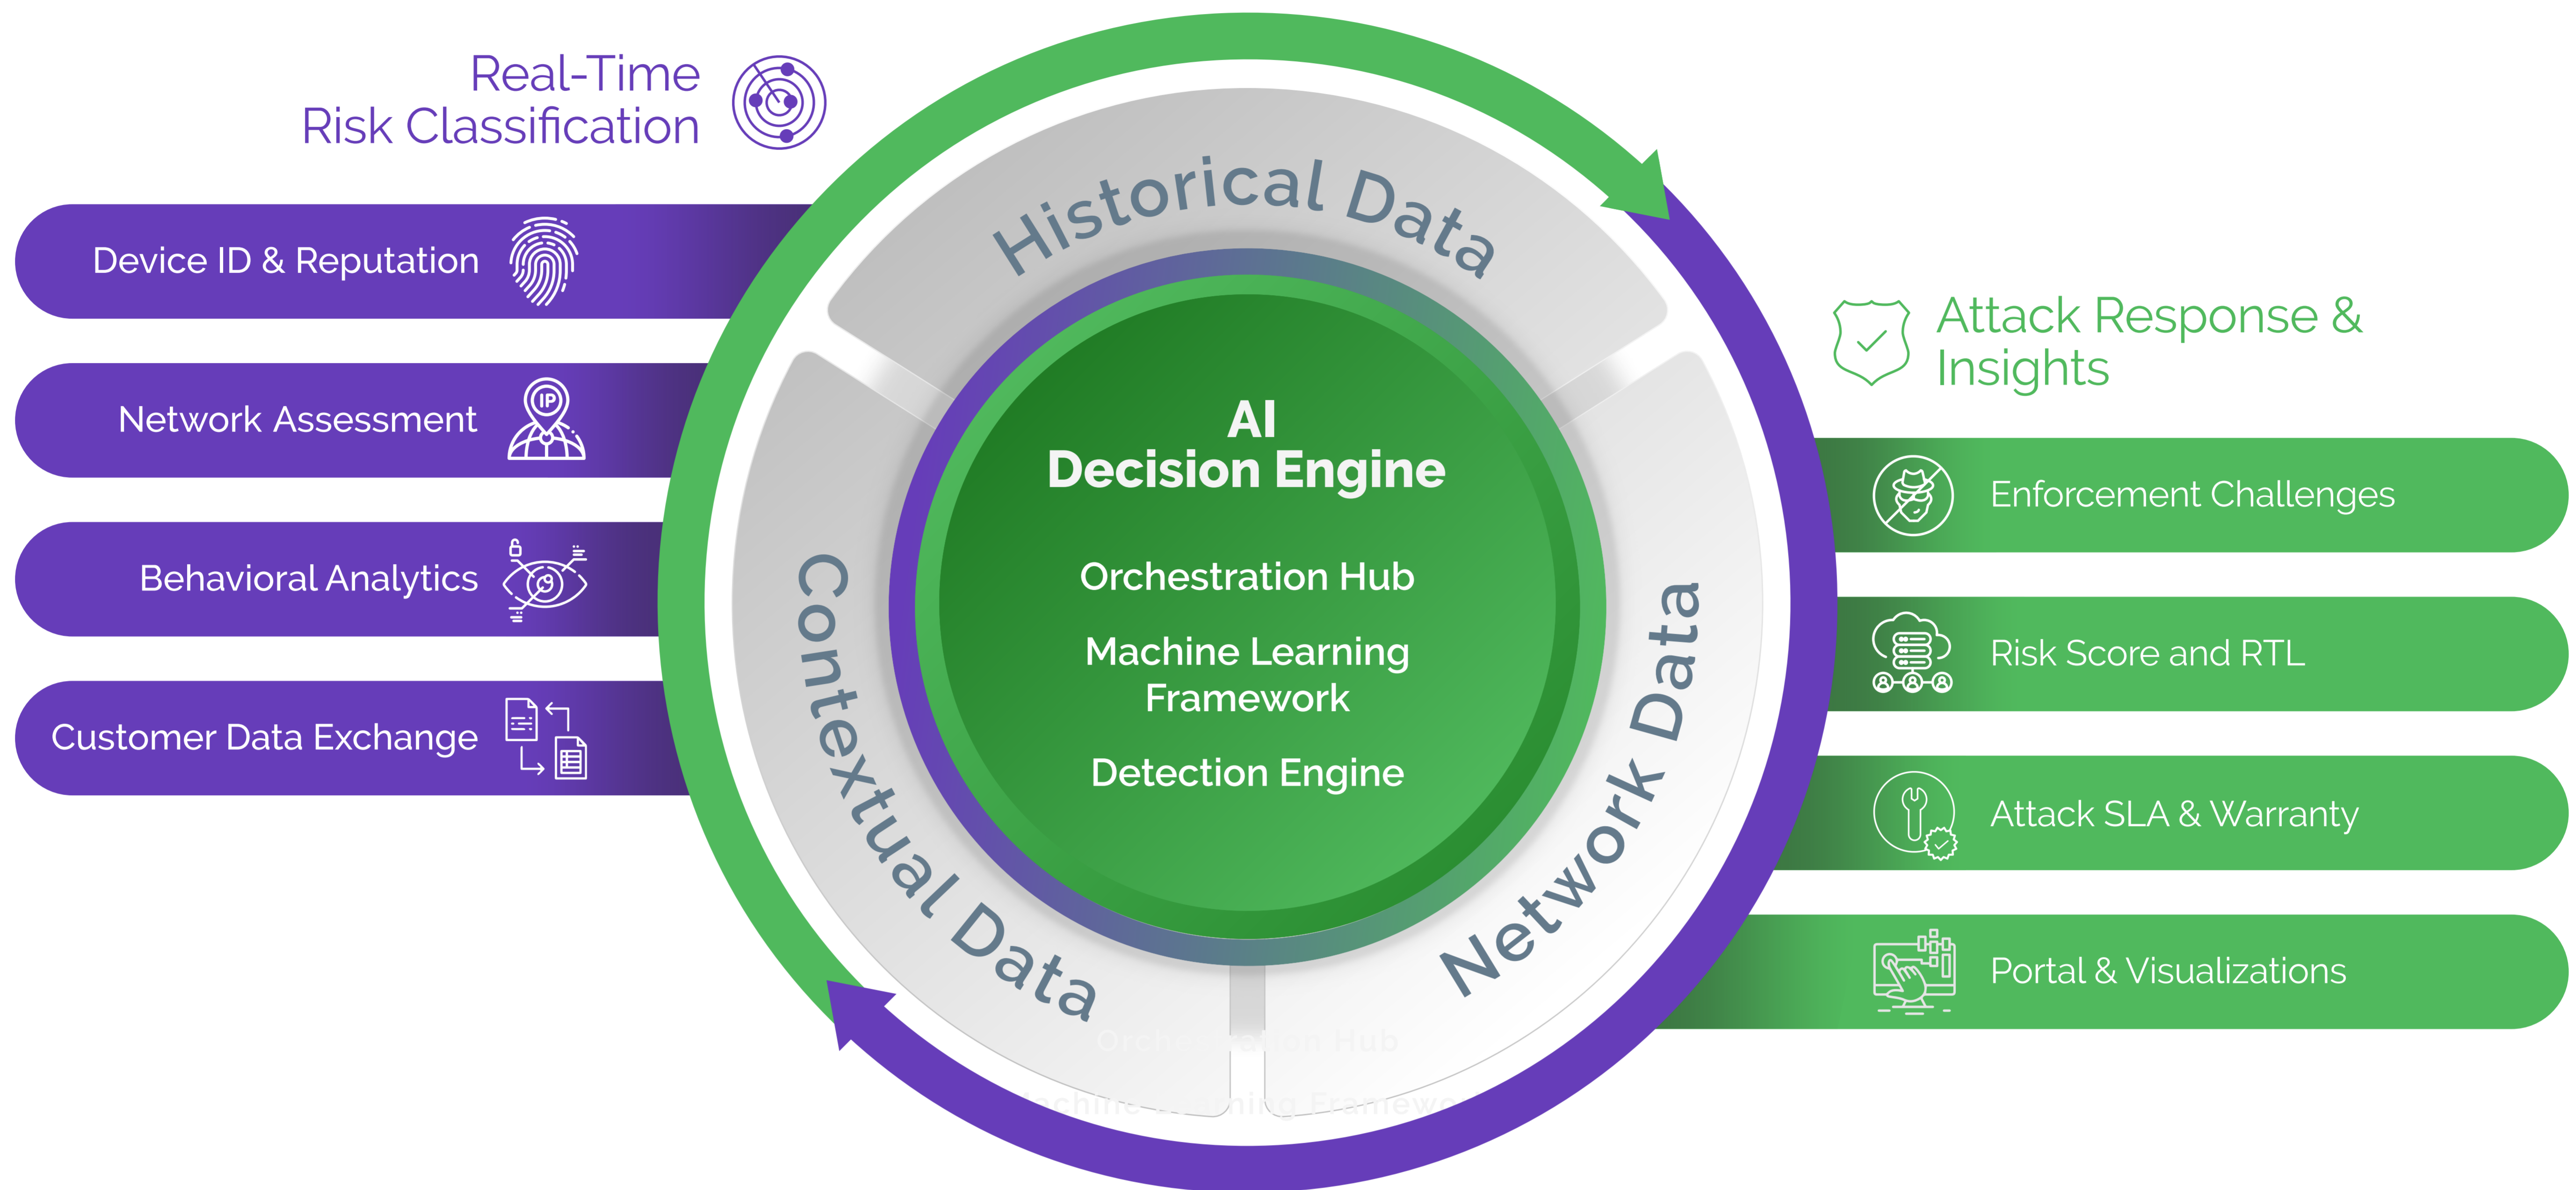 Real-Time
Risk Classification
Device ID & Reputation
Network Assessment
IP
Behavioral Analytics
Customer Data Exchange
Historical Data
Contextual Data
Network Data
AI
Decision Engine
Orchestration Hub
Machine Learning
Framework
Detection Engine
Attack Response &
Insights
Enforcement Challenges
Risk Score and RTL
Attack SLA & Warranty
Portal & Visualizations